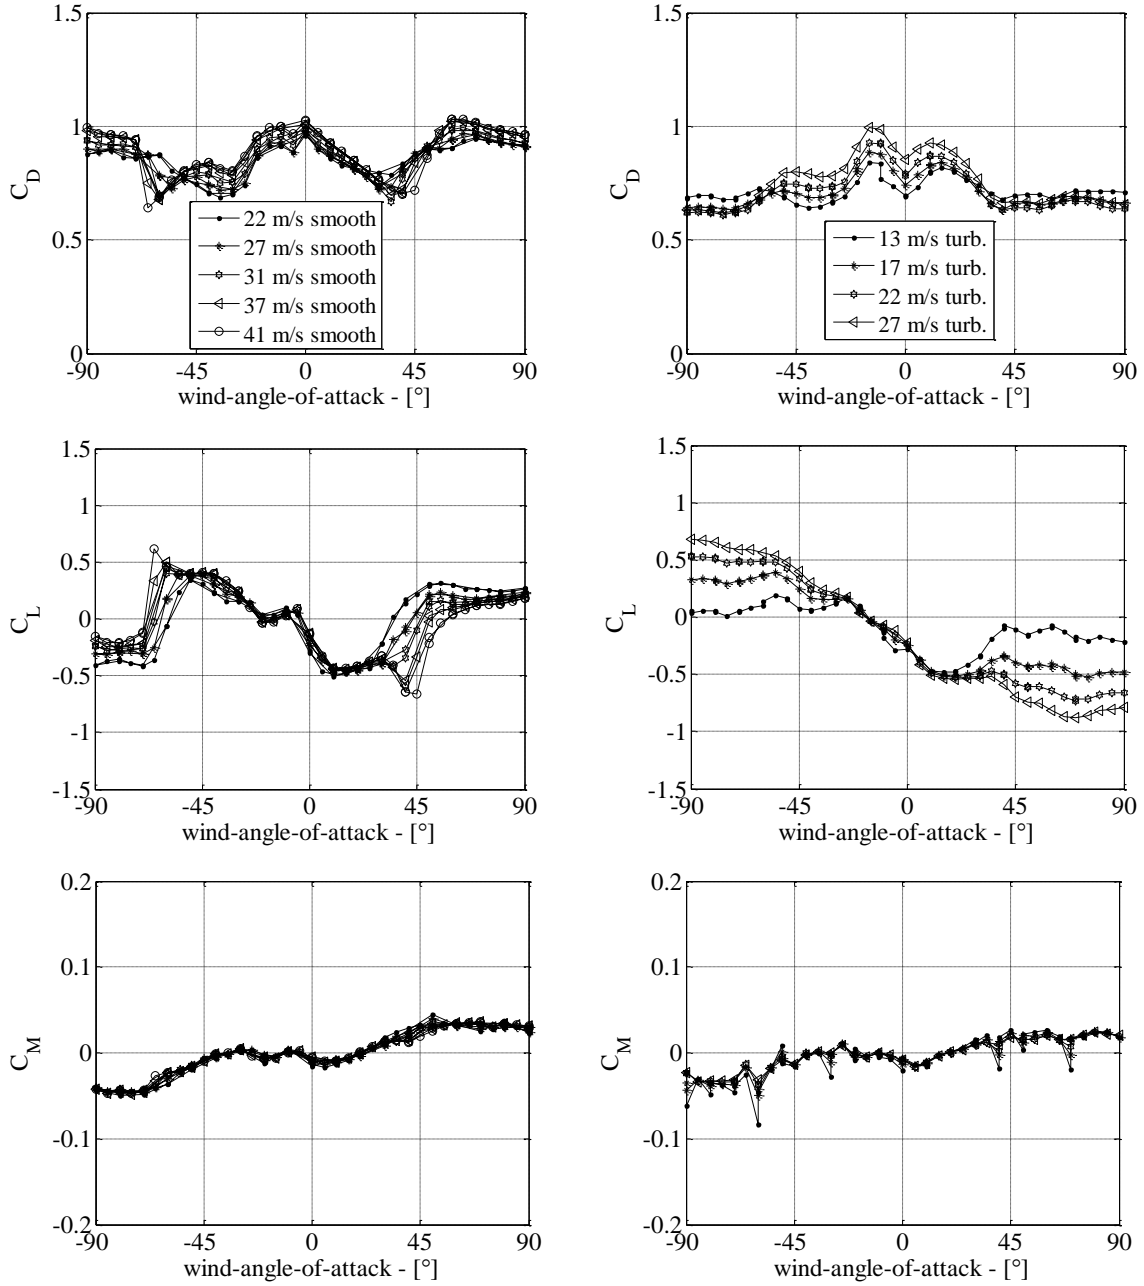 1.5
1
0.5
0
C_D
-90 -45 0 45 90
wind-angle-of-attack - [°]
22 m/s smooth
27 m/s smooth
31 m/s smooth
37 m/s smooth
41 m/s smooth
1.5
1
0.5
0
C_D
-90 -45 0 45 90
wind-angle-of-attack - [°]
13 m/s turb.
17 m/s turb.
22 m/s turb.
27 m/s turb.
1.5
1
0.5
0
-0.5
-1
-1.5
C_L
-90 -45 0 45 90
wind-angle-of-attack - [°]
1.5
1
0.5
0
-0.5
-1
-1.5
C_L
-90 -45 0 45 90
wind-angle-of-attack - [°]
0.2
0.1
0
-0.1
-0.2
C_M
-90 -45 0 45 90
wind-angle-of-attack - [°]
0.2
0.1
0
-0.1
-0.2
C_M
-90 -45 0 45 90
wind-angle-of-attack - [°]